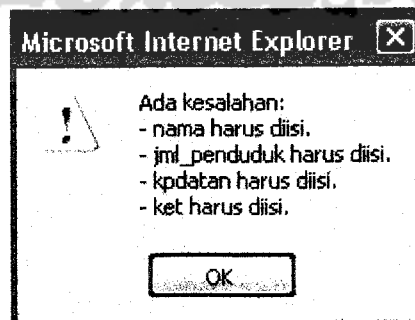 Microsoft Internet Explorer
Ada kesalahan:
- nama harus diisi.
- jml_penduduk harus diisi.
- kpdatan harus diisi.
- ket harus diisi.
OK